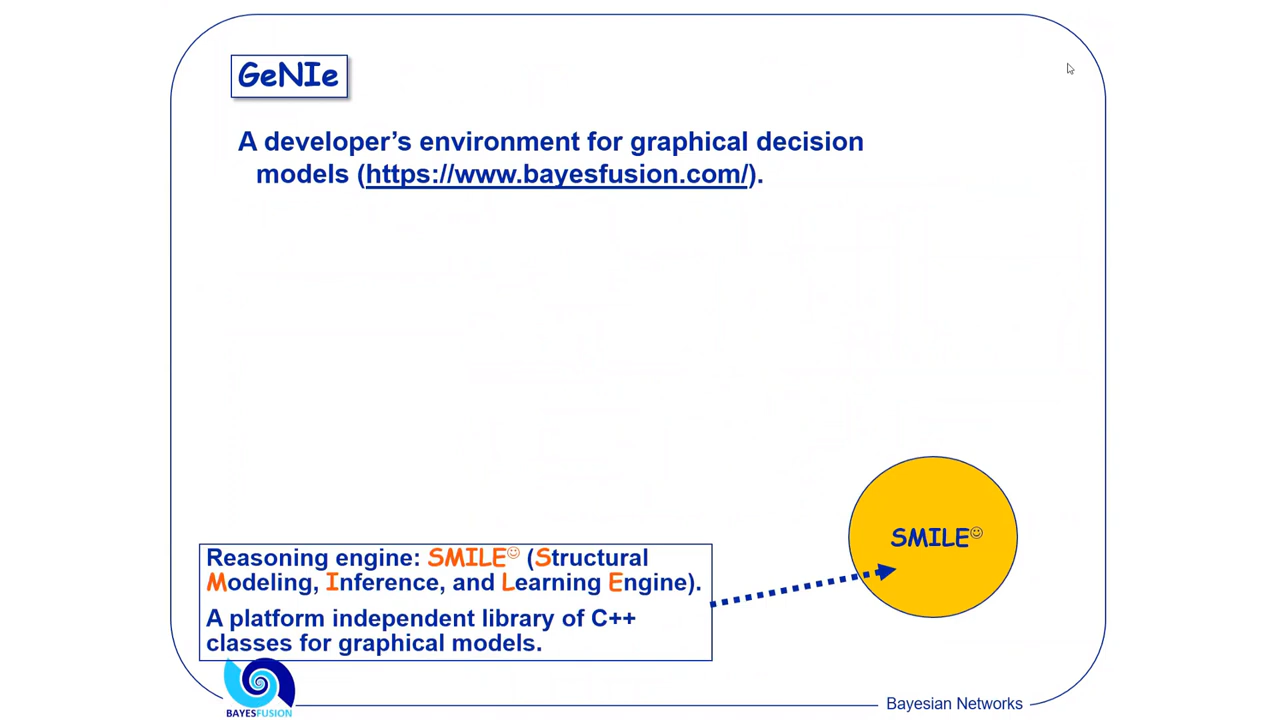 GeNIe
A developer’s environment for graphical decision
models (https://www.bayesfusion.com/).
SMILE☺
Reasoning engine: SMILE☺ (Structural
Modeling, Inference, and Learning Engine).
A platform independent library of C++
classes for graphical models.
BAYESFUSION
Bayesian Networks